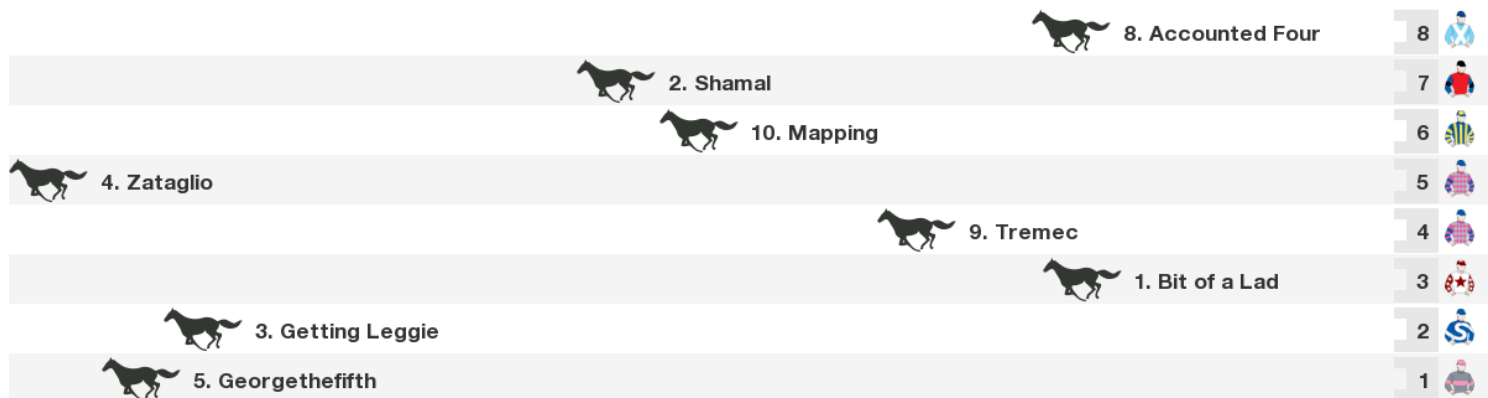 8. Accounted Four 8
2. Shamal 7
10. Mapping 6
4. Zataglio 5
9. Tremec 4
1. Bit of a Lad 3
3. Getting Leggie 2
5. Georgethefifth 1